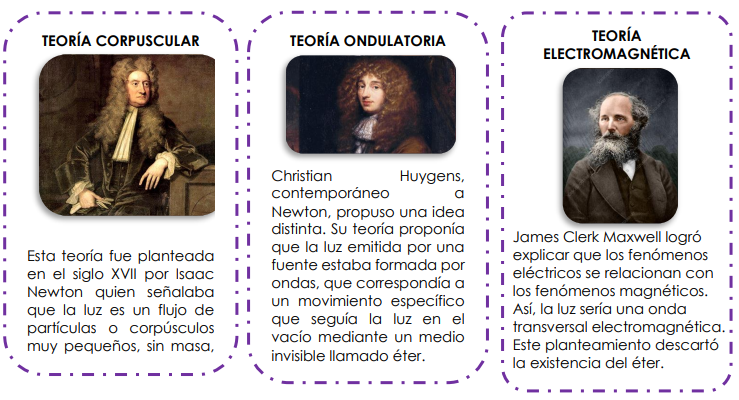 TEORÍA CORPUSCULAR
Esta teoría fue planteada
en el siglo XVII por Isaac
Newton quien señalaba
que la luz es un flujo de
partículas o corpúsculos
muy pequeños, sin masa,
TEORÍA ONDULATORIA
Christian Huygens,
contemporáneo a
Newton, propuso una idea
distinta. Su teoría proponía
que la luz emitida por una
fuente estaba formada por
ondas, que correspondía a
un movimiento específico
que seguía la luz en el
vacío mediante un medio
invisible llamado éter.
TEORÍA
ELECTROMAGNÉTICA
James Clerk Maxwell logró
explicar que los fenómenos
eléctricos se relacionan con
los fenómenos magnéticos.
Así, la luz sería una onda
transversal electromagnética.
Este planteamiento descartó
la existencia del éter.